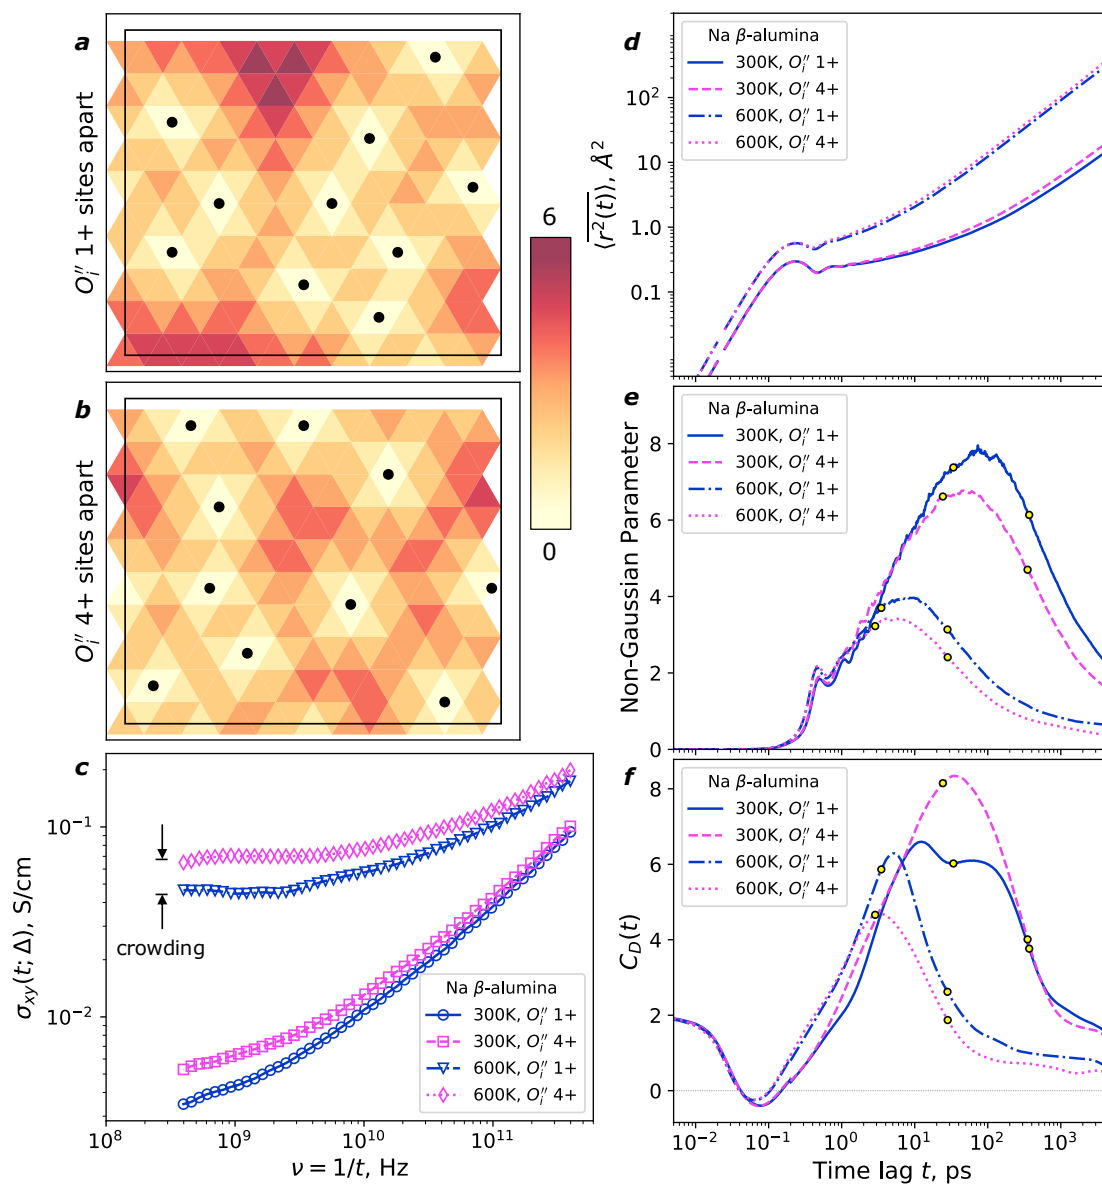 a
O''i 1+ sites apart
6
0
b
O''i 4+ sites apart
c
10⁻¹
10⁻²
σxy(t; Δ), S/cm
crowding
Na β-alumina
300K, O''i 1+
300K, O''i 4+
600K, O''i 1+
600K, O''i 4+
10⁸
10⁹
10¹⁰
10¹¹
ν = 1/t, Hz
d
Na β-alumina
300K, O''i 1+
300K, O''i 4+
600K, O''i 1+
600K, O''i 4+
10²
10
1.0
0.1
⟨r²(t)⟩, Å²
e
Na β-alumina
300K, O''i 1+
300K, O''i 4+
600K, O''i 1+
600K, O''i 4+
8
6
4
2
0
Non-Gaussian Parameter
f
Na β-alumina
300K, O''i 1+
300K, O''i 4+
600K, O''i 1+
600K, O''i 4+
8
6
4
2
0
C_D(t)
10⁻²
10⁻¹
10⁰
10¹
10²
10³
Time lag t, ps